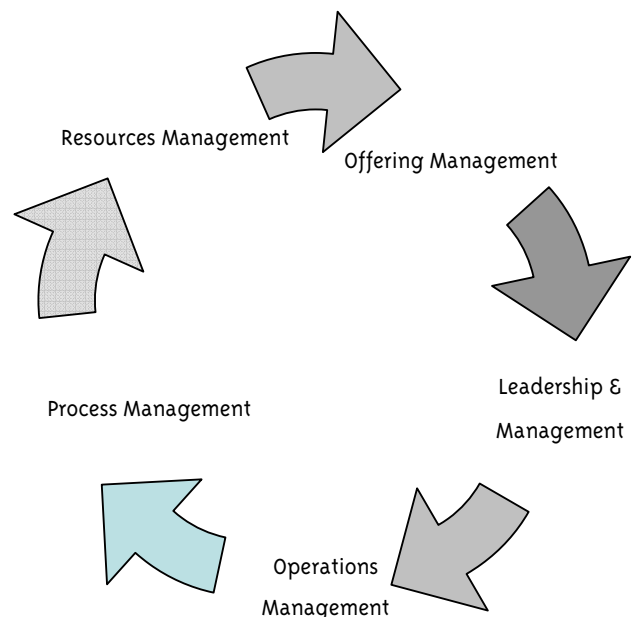 Resources Management
Offering Management
Leadership &
Management
Process Management
Operations
Management